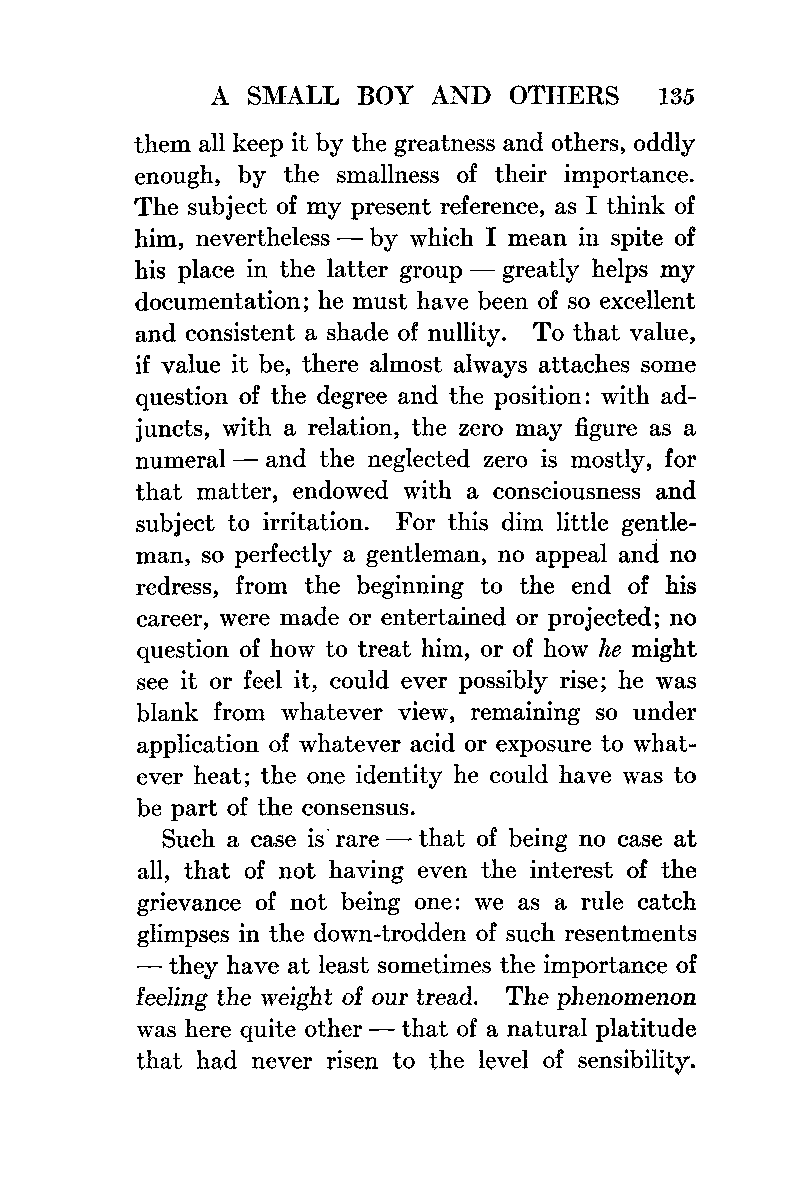 A SMALL BOY AND OTHERS 135
them all keep it by the greatness and others, oddly
enough, by the smallness of their importance.
The subject of my present reference, as I think of
him, nevertheless — by which I mean in spite of
his place in the latter group — greatly helps my
documentation; he must have been of so excellent
and consistent a shade of nullity. To that value,
if value it be, there almost always attaches some
question of the degree and the position: with ad-
juncts, with a relation, the zero may figure as a
numeral — and the neglected zero is mostly, for
that matter, endowed with a consciousness and
subject to irritation. For this dim little gentle-
man, so perfectly a gentleman, no appeal and no
redress, from the beginning to the end of his
career, were made or entertained or projected; no
question of how to treat him, or of how he might
see it or feel it, could ever possibly rise; he was
blank from whatever view, remaining so under
application of whatever acid or exposure to what-
ever heat; the one identity he could have was to
be part of the consensus.
Such a case is rare — that of being no case at
all, that of not having even the interest of the
grievance of not being one: we as a rule catch
glimpses in the down-trodden of such resentments
— they have at least sometimes the importance of
feeling the weight of our tread. The phenomenon
was here quite other — that of a natural platitude
that had never risen to the level of sensibility.